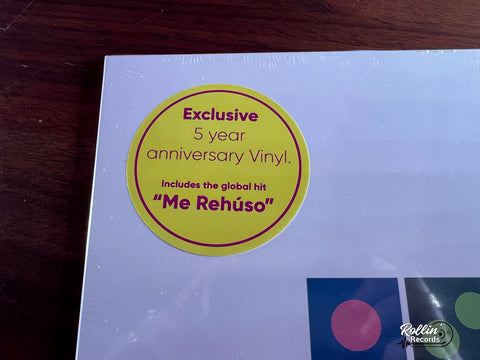 Exclusive
5 year
anniversary Vinyl.
Includes the global hit
“Me Rehúso”
Rollin'
Records